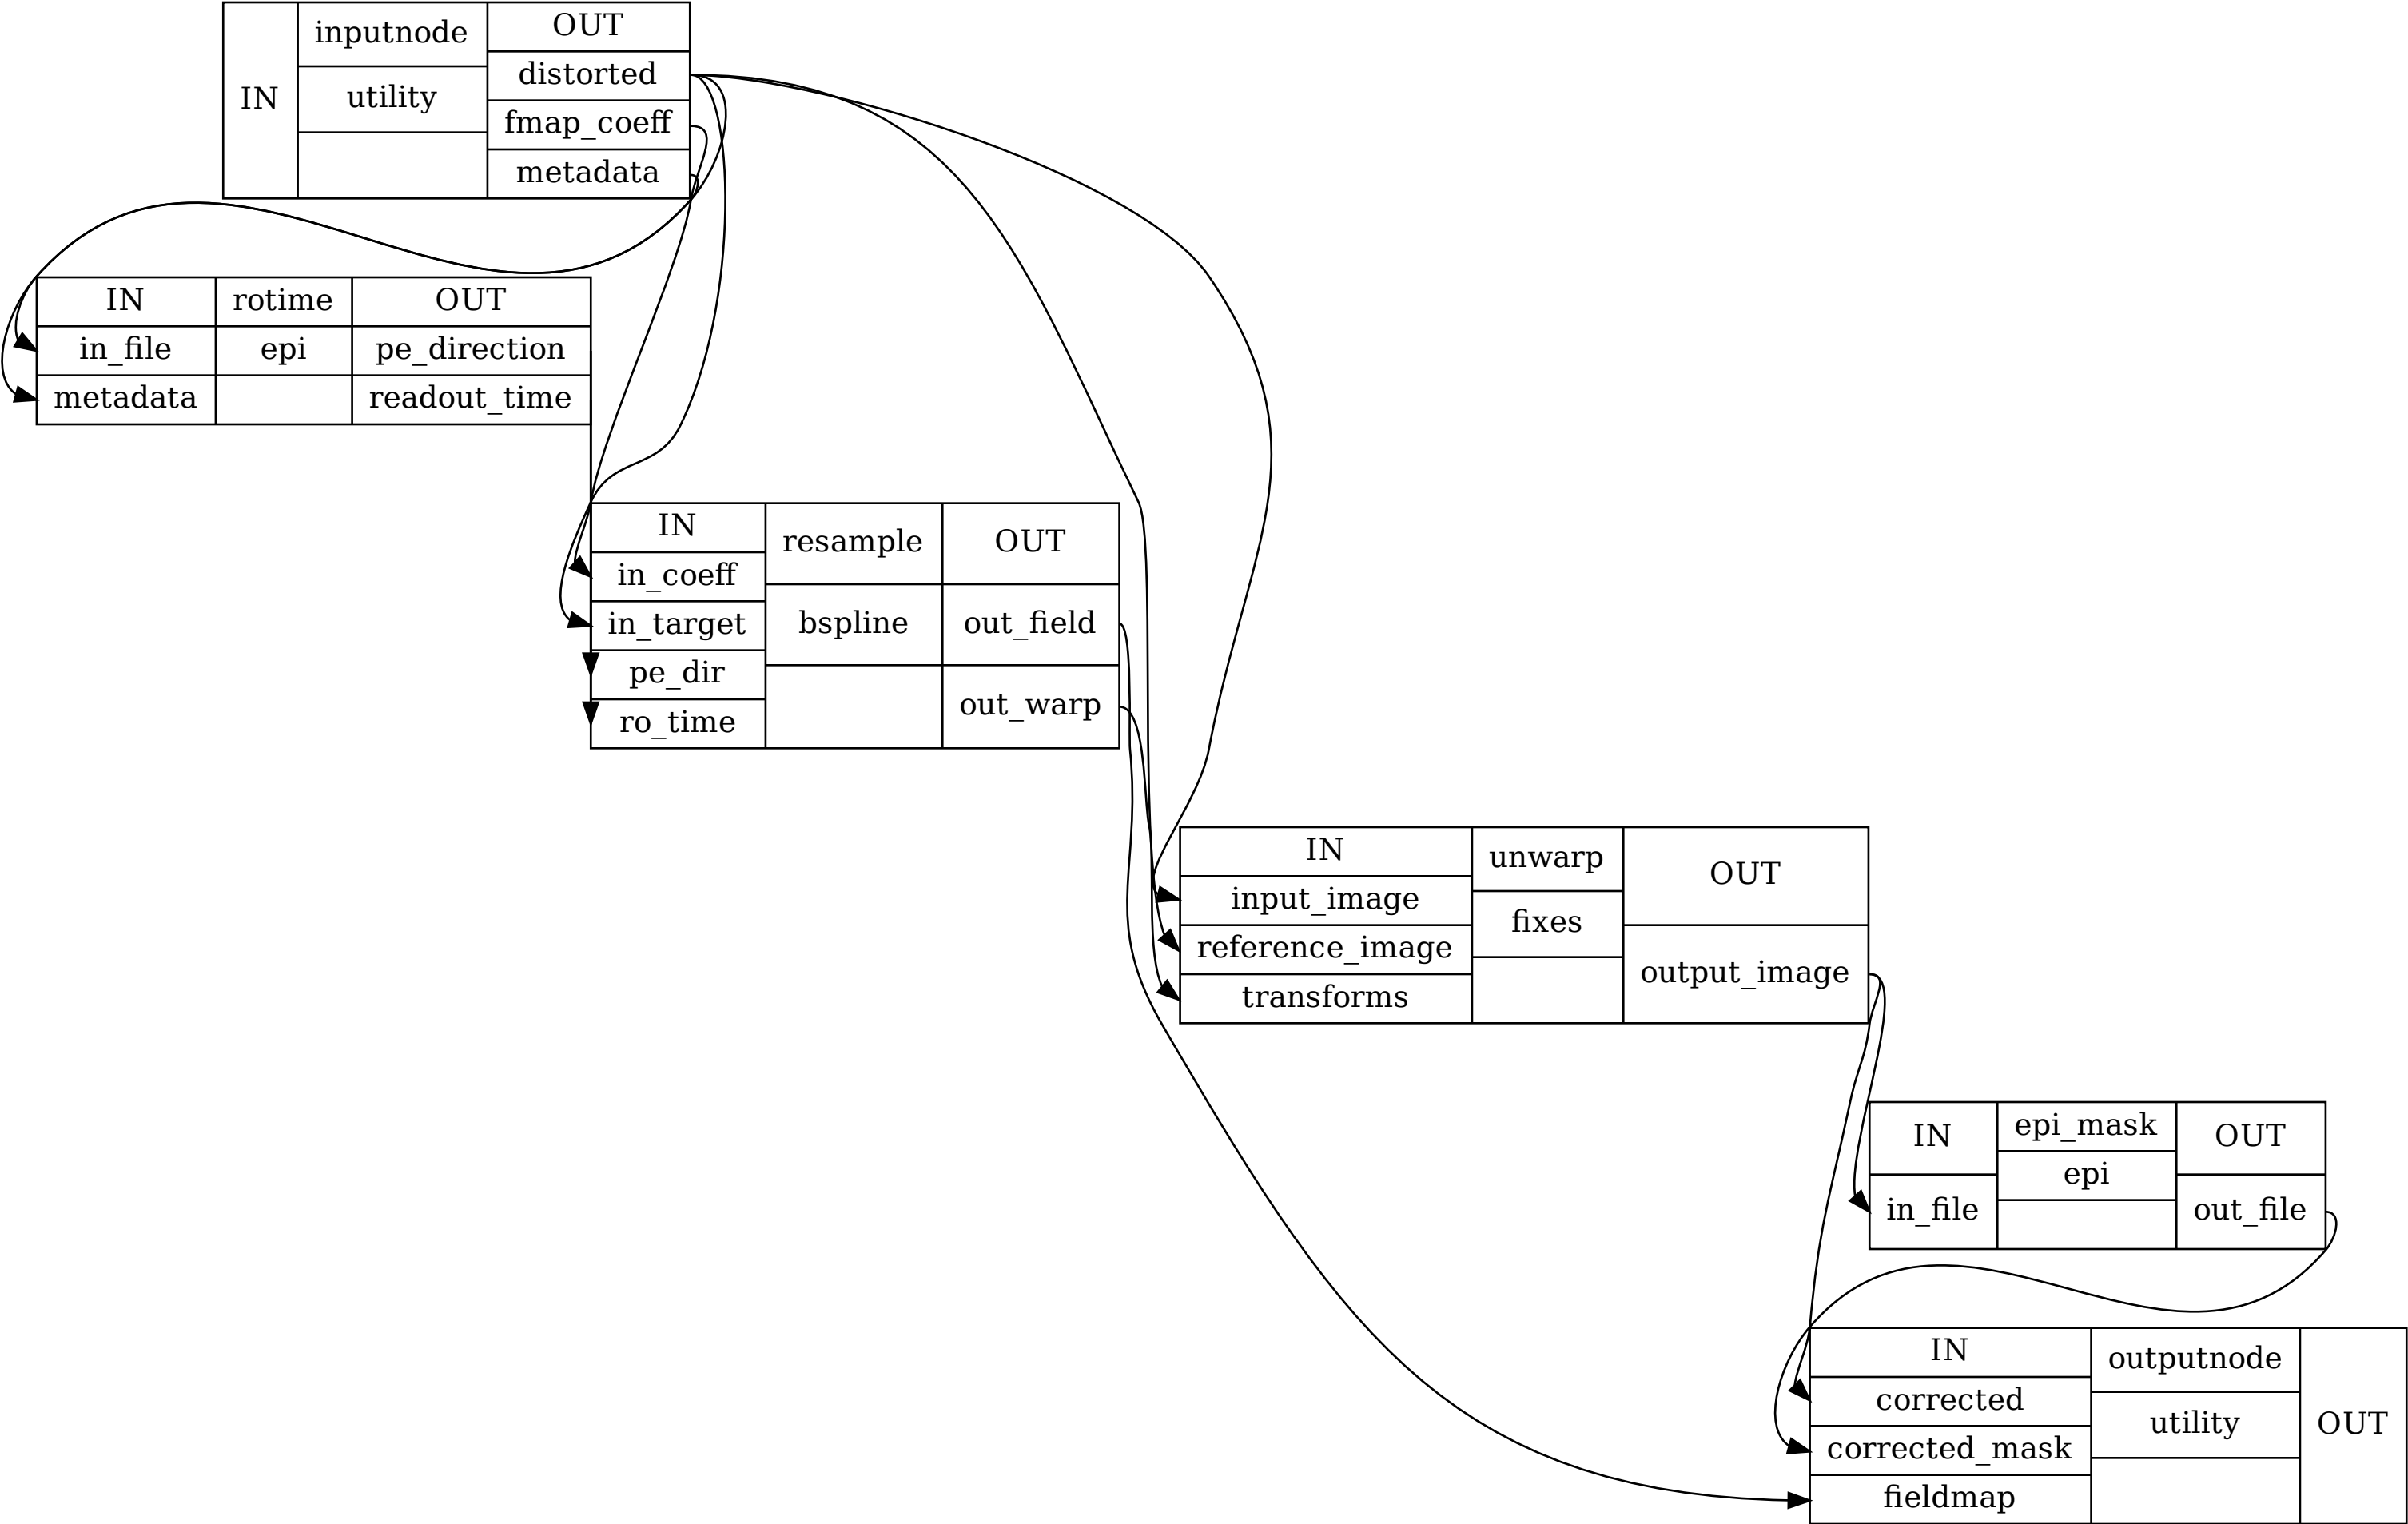 IN
inputnode
utility
OUT
distorted
fmap_coeff
metadata
IN
in_file
metadata
rotime
epi
OUT
pe_direction
readout_time
IN
in_coeff
in_target
pe_dir
ro_time
resample
bspline
OUT
out_field
out_warp
IN
input_image
reference_image
transforms
unwarp
fixes
OUT
output_image
IN
in_file
epi_mask
epi
OUT
out_file
IN
corrected
corrected_mask
fieldmap
outputnode
utility
OUT